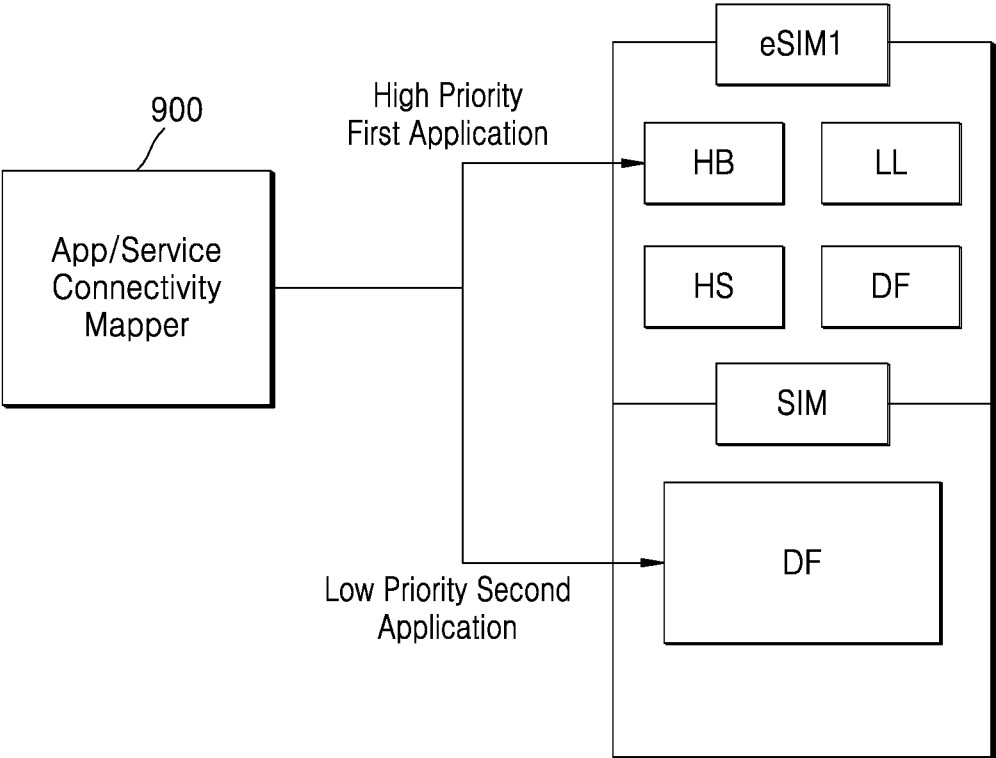 900
App/Service
Connectivity
Mapper
High Priority
First Application
Low Priority Second
Application
eSIM1
HB
LL
HS
DF
SIM
DF